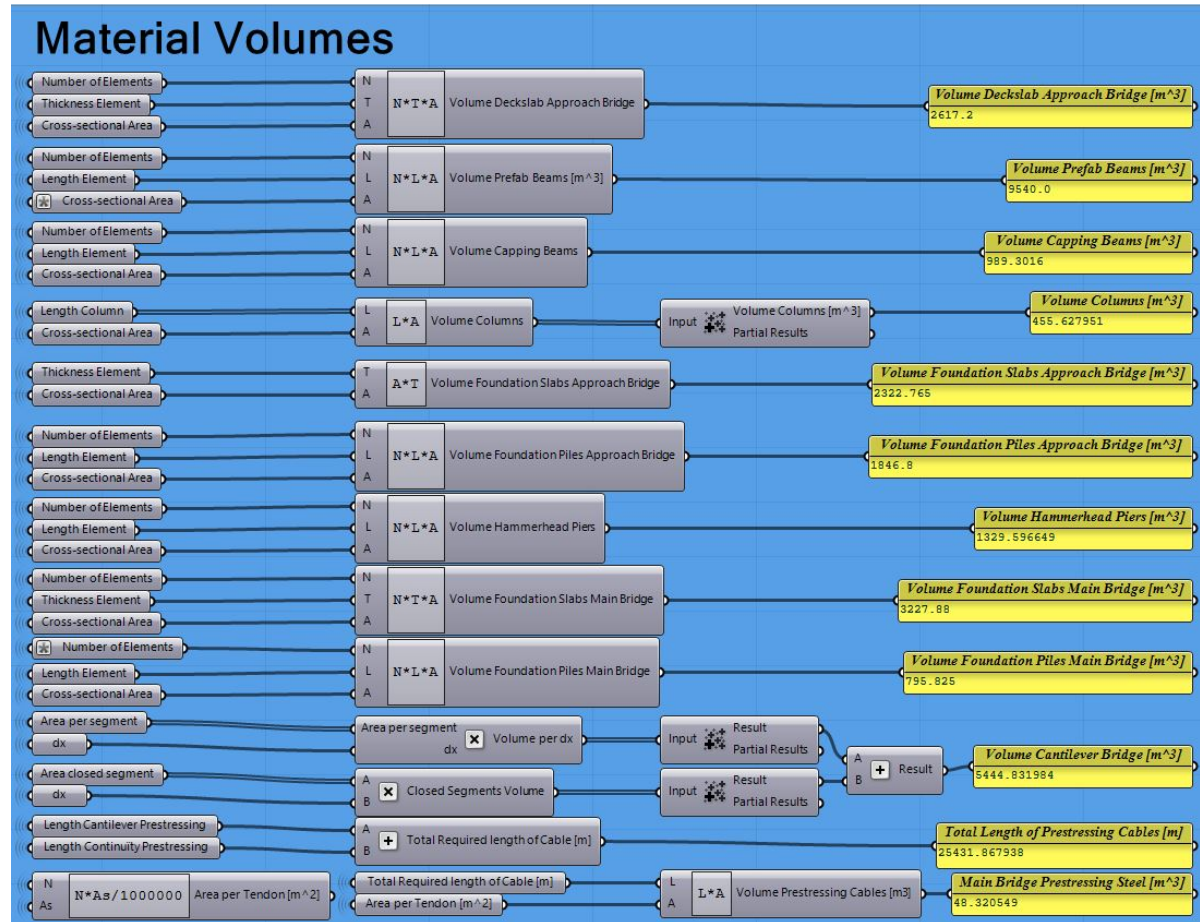 Material Volumes
Number of Elements
Thickness Element
Cross-sectional Area
N
T
A
N*T*A
Volume Deckslab Approach Bridge
Volume Deckslab Approach Bridge [m^3]
2617.2
Number of Elements
Length Element
Cross-sectional Area
N
L
A
N*L*A
Volume Prefab Beams [m^3]
Volume Prefab Beams [m^3]
9540.0
Number of Elements
Length Element
Cross-sectional Area
N
L
A
N*L*A
Volume Capping Beams
Volume Capping Beams [m^3]
989.3016
Length Column
Cross-sectional Area
L
A
L*A
Volume Columns
Input
Volume Columns [m^3]
Partial Results
Volume Columns [m^3]
455.627951
Thickness Element
Cross-sectional Area
T
A
A*T
Volume Foundation Slabs Approach Bridge
Volume Foundation Slabs Approach Bridge [m^3]
2322.765
Number of Elements
Length Element
Cross-sectional Area
N
L
A
N*L*A
Volume Foundation Piles Approach Bridge
Volume Foundation Piles Approach Bridge [m^3]
1846.8
Number of Elements
Length Element
Cross-sectional Area
N
L
A
N*L*A
Volume Hammerhead Piers
Volume Hammerhead Piers [m^3]
1329.596649
Number of Elements
Thickness Element
Cross-sectional Area
N
T
A
N*T*A
Volume Foundation Slabs Main Bridge
Volume Foundation Slabs Main Bridge [m^3]
3227.88
Number of Elements
Length Element
Cross-sectional Area
N
L
A
N*L*A
Volume Foundation Piles Main Bridge
Volume Foundation Piles Main Bridge [m^3]
795.825
Area per segment
dx
Area per segment
dx
Volume per dx
Input
Result
Partial Results
Area closed segment
dx
A
B
Closed Segments Volume
Input
Result
Partial Results
A
B
Result
Volume Cantilever Bridge [m^3]
5444.831984
Length Cantilever Prestressing
Length Continuïty Prestressing
A
B
Total Required length of Cable [m]
Total Length of Prestressing Cables [m]
25431.867938
N
As
N*As/1000000
Area per Tendon [m^2]
Total Required length of Cable [m]
Area per Tendon [m^2]
L
A
L*A
Volume Prestressing Cables [m3]
Main Bridge Prestressing Steel [m^3]
48.320549